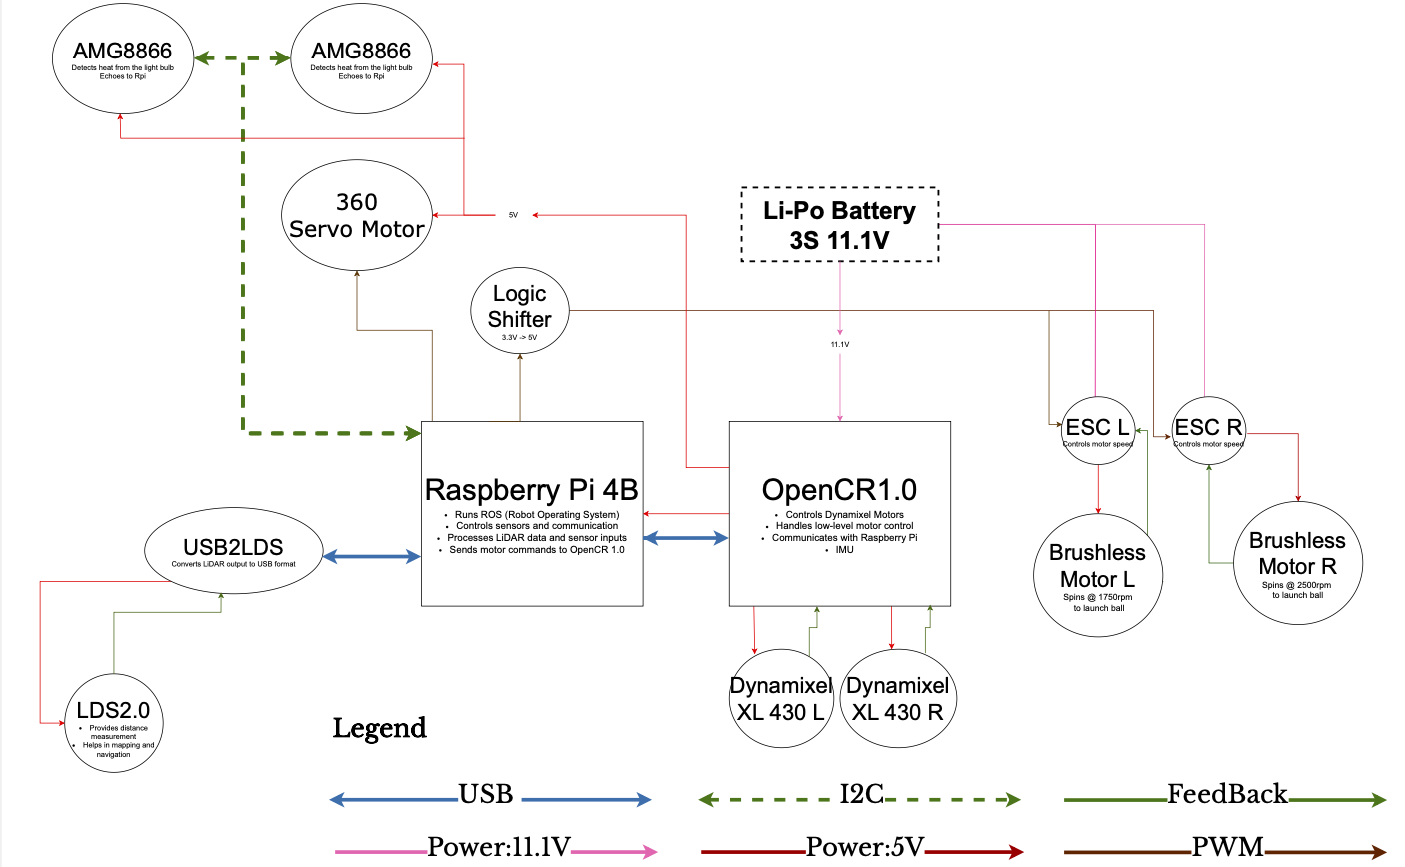 AMG8866
Detects heat from the light bulb
Echoes to Rpi
AMG8866
Detects heat from the light bulb
Echoes to Rpi
360
Servo Motor
5V
Li-Po Battery
3S 11.1V
Logic
Shifter
3.3V -> 5V
11.1V
ESC L
Controls motor speed
ESC R
Controls motor speed
Raspberry Pi 4B
• Runs ROS (Robot Operating System)
• Controls sensors and communication
• Processes LiDAR data and sensor inputs
• Sends motor commands to OpenCR 1.0
OpenCR1.0
• Controls Dynamixel Motors
• Handles low-level motor control
• Communicates with Raspberry Pi
• IMU
USB2LDS
Converts LiDAR output to USB format
Brushless
Motor L
Spins @ 1750rpm
to launch ball
Brushless
Motor R
Spins @ 2500rpm
to launch ball
LDS2.0
• Provides distance
measurement
• Helps in mapping and
navigation
Dynamixel
XL 430 L
Dynamixel
XL 430 R
Legend
USB
I2C
FeedBack
Power:11.1V
Power:5V
PWM